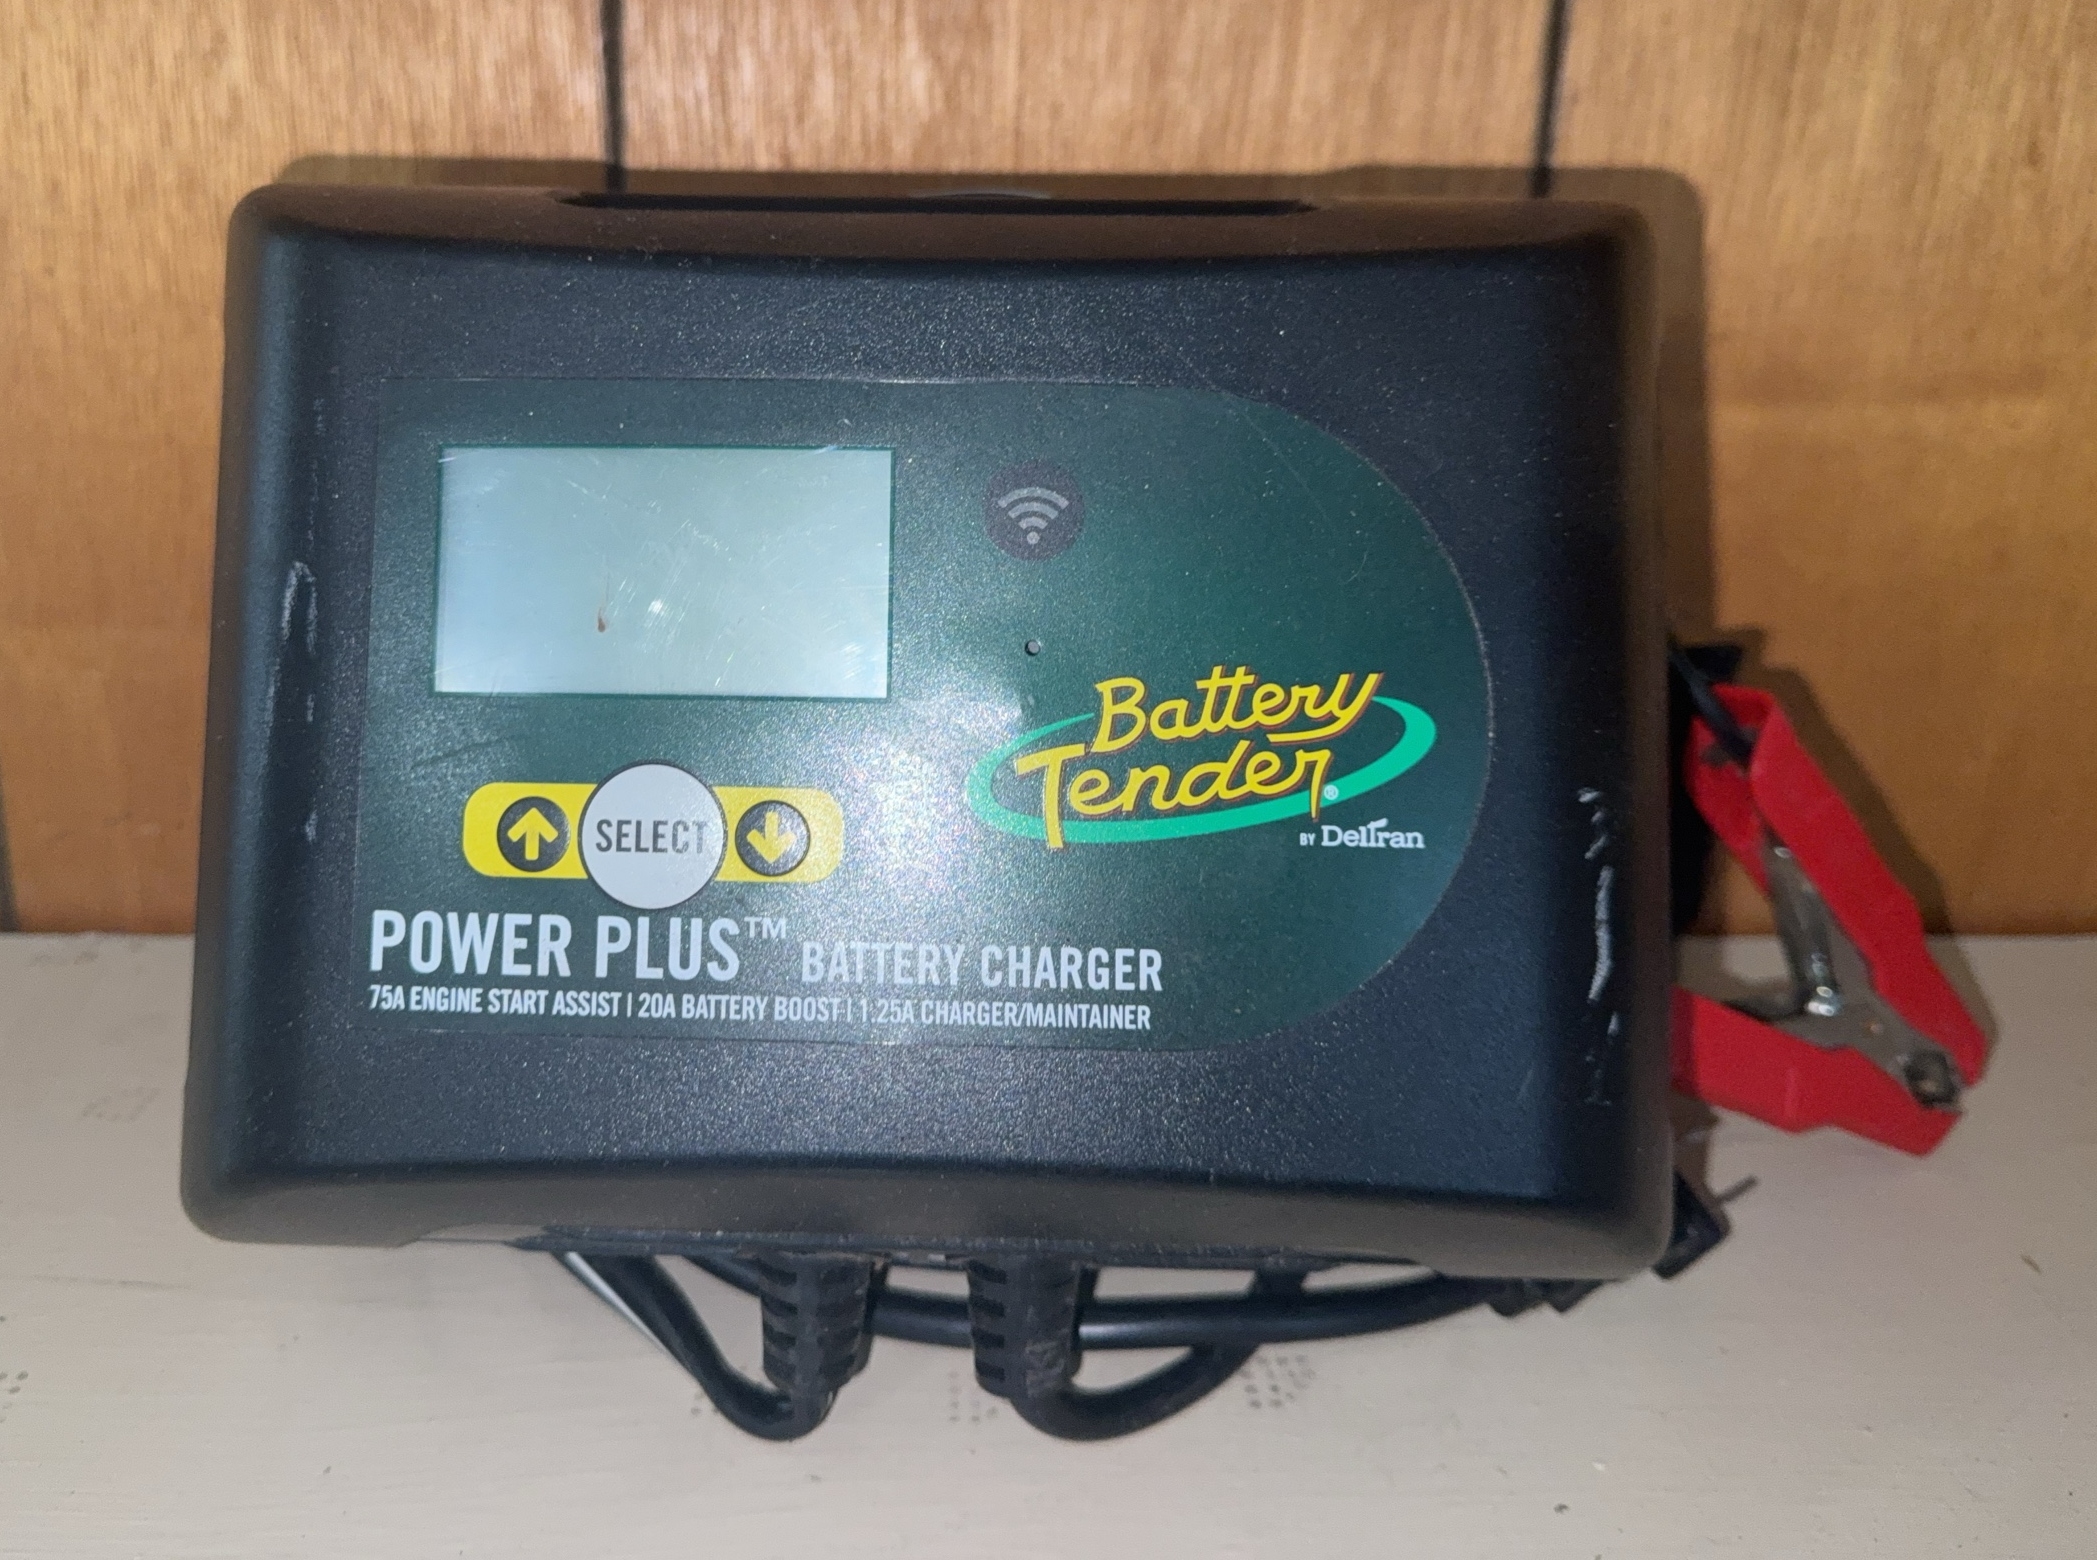 Battery
Tender®
BY Deltran
SELECT
POWER PLUS™ BATTERY CHARGER
75A ENGINE START ASSIST | 20A BATTERY BOOST | 1.25A CHARGER/MAINTAINER